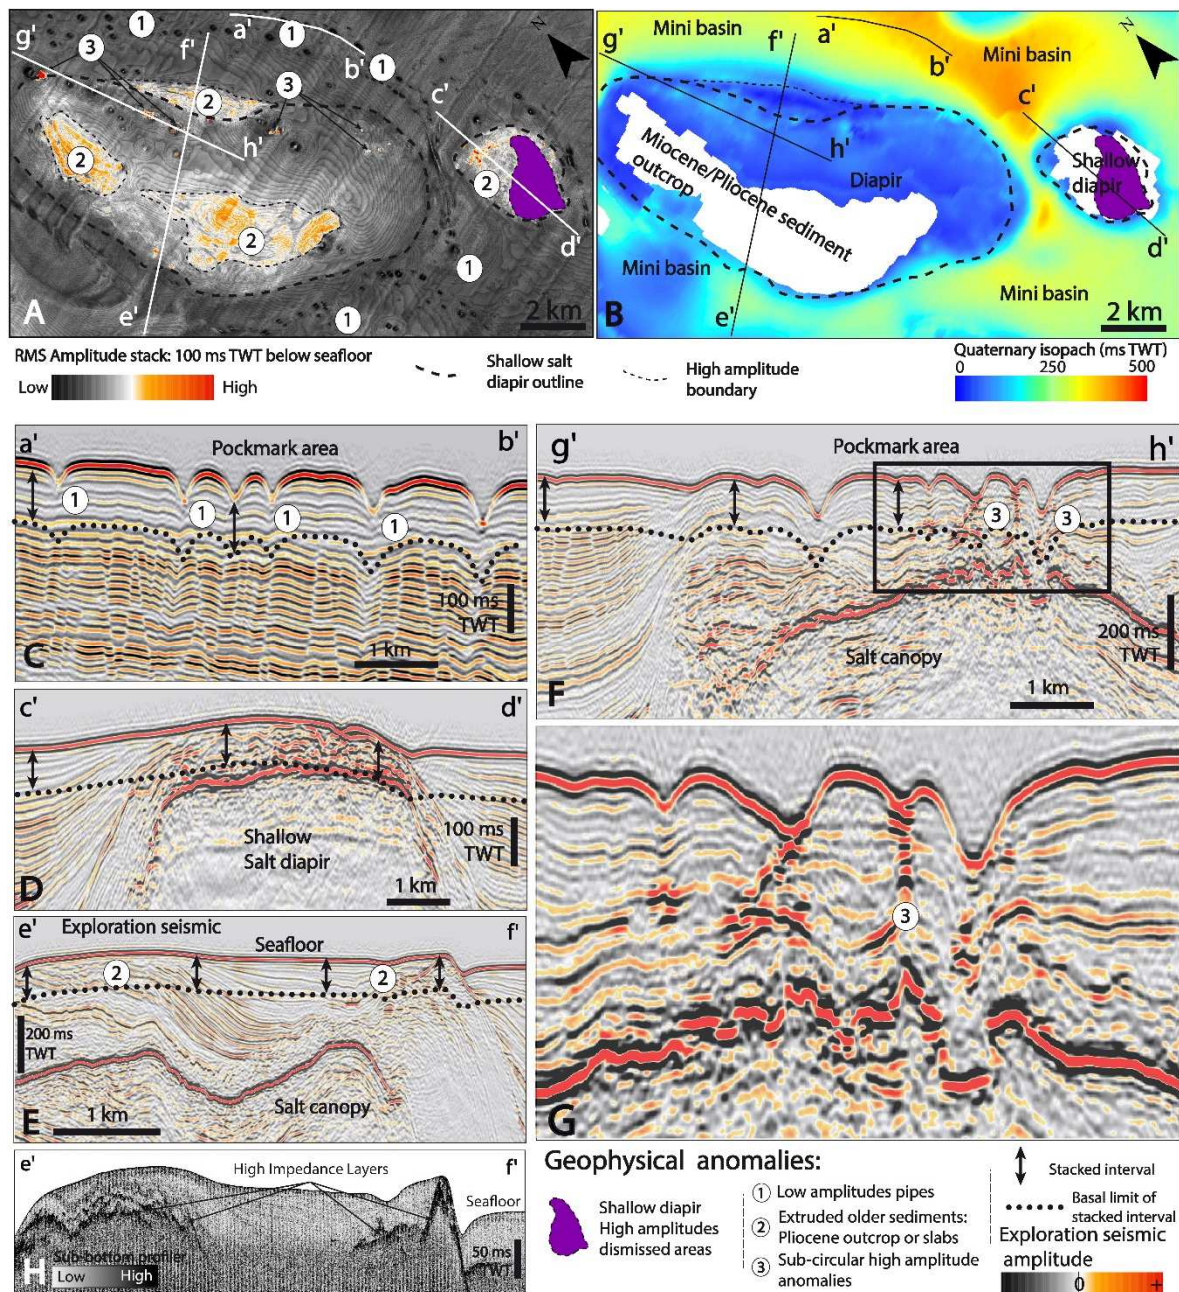 g'
3
1
f'
a'
1
b'
1
3
c'
2
h'
2
2
2
d'
1
e'
1
A
2 km
N
Mini basin
f'
a'
g'
b'
Mini basin
c'
h'
Miocene/Pliocene sediment
outcrop
Diapir
Shallow
diapir
d'
Mini basin
Mini basin
e'
B
2 km
N
RMS Amplitude stack: 100 ms TWT below seafloor
Low
High
Shallow salt
diapir outline
High amplitude
boundary
Quaternary isopach (ms TWT)
0
250
500
a'
Pockmark area
b'
1
1
1
1
100 ms
TWT
1 km
C
g'
Pockmark area
h'
3
3
200 ms
TWT
Salt canopy
1 km
F
c'
d'
Shallow
Salt diapir
100 ms
TWT
1 km
D
e'
Exploration seismic
Seafloor
f'
2
2
200 ms
TWT
Salt canopy
1 km
E
3
G
e'
High Impedance Layers
f'
Seafloor
Sub-bottom profiler
Low
High
50 ms
TWT
H
Geophysical anomalies:
Shallow diapir
High amplitudes
dismissed areas
1 Low amplitudes pipes
2 Extruded older sediments:
Pliocene outcrop or slabs
3 Sub-circular high amplitude
anomalies
Stacked interval
Basal limit of
stacked interval
Exploration seismic
amplitude
- 0 +